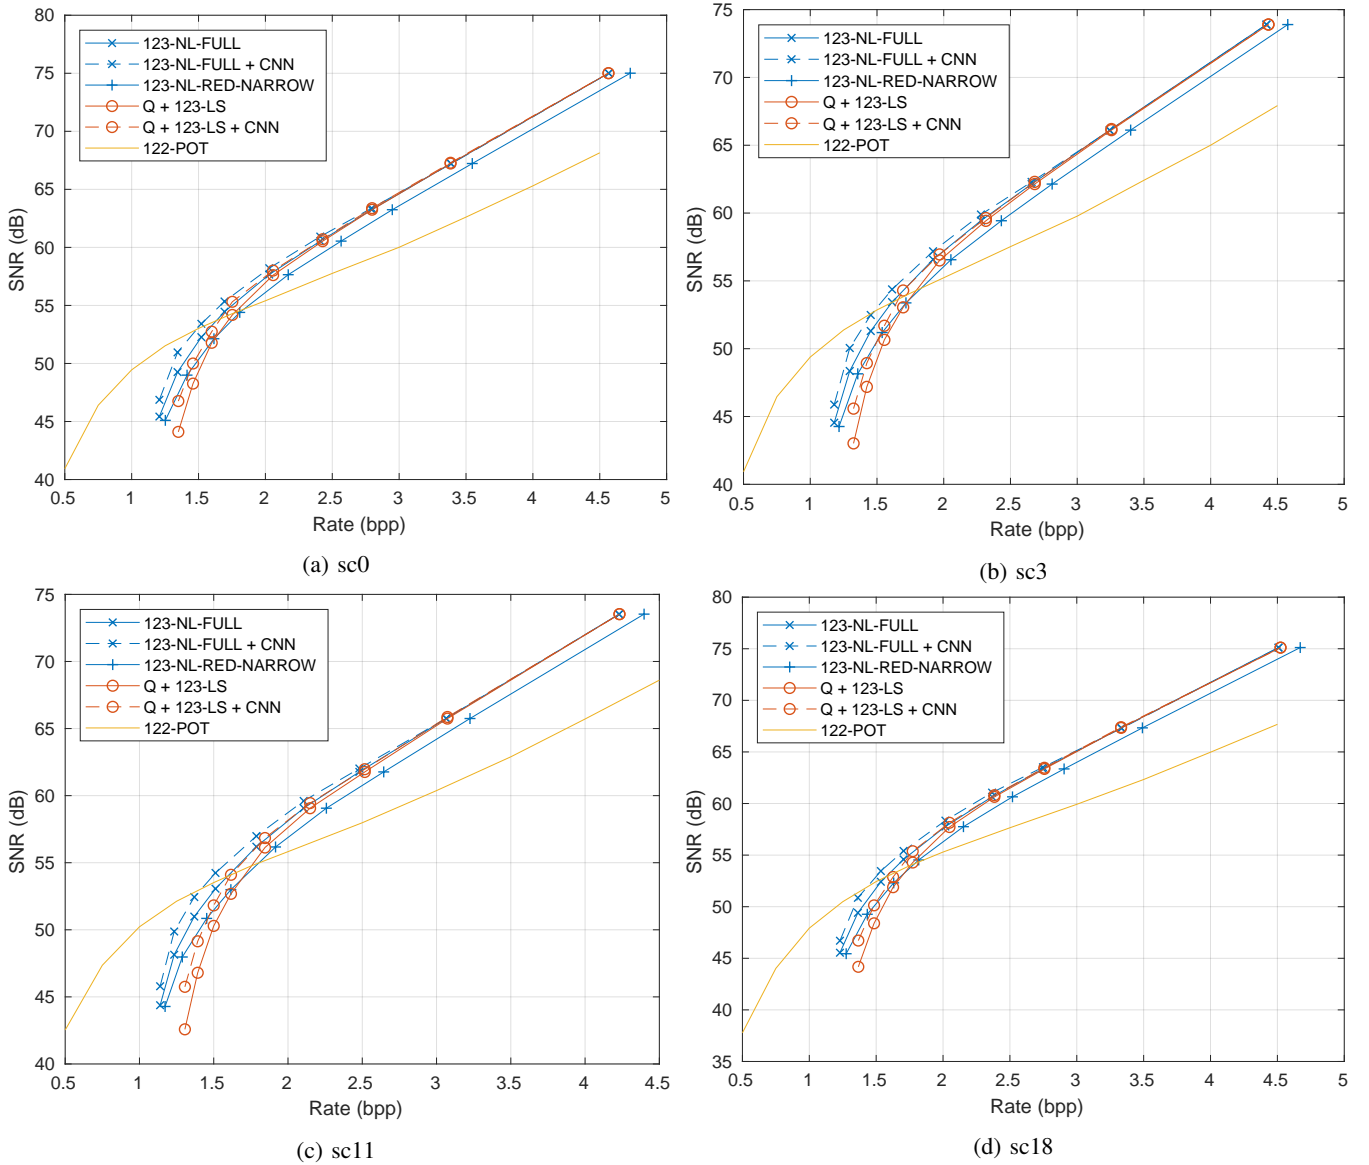 80
75
70
65
60
55
50
45
40
SNR (dB)
123-NL-FULL
123-NL-FULL + CNN
123-NL-RED-NARROW
Q + 123-LS
Q + 123-LS + CNN
122-POT
0.5 1 1.5 2 2.5 3 3.5 4 4.5 5
Rate (bpp)
(a) sc0
75
70
65
60
55
50
45
40
SNR (dB)
123-NL-FULL
123-NL-FULL + CNN
123-NL-RED-NARROW
Q + 123-LS
Q + 123-LS + CNN
122-POT
0.5 1 1.5 2 2.5 3 3.5 4 4.5 5
Rate (bpp)
(b) sc3
75
70
65
60
55
50
45
40
SNR (dB)
123-NL-FULL
123-NL-FULL + CNN
123-NL-RED-NARROW
Q + 123-LS
Q + 123-LS + CNN
122-POT
0.5 1 1.5 2 2.5 3 3.5 4 4.5
Rate (bpp)
(c) sc11
80
75
70
65
60
55
50
45
40
35
SNR (dB)
123-NL-FULL
123-NL-FULL + CNN
123-NL-RED-NARROW
Q + 123-LS
Q + 123-LS + CNN
122-POT
0.5 1 1.5 2 2.5 3 3.5 4 4.5 5
Rate (bpp)
(d) sc18